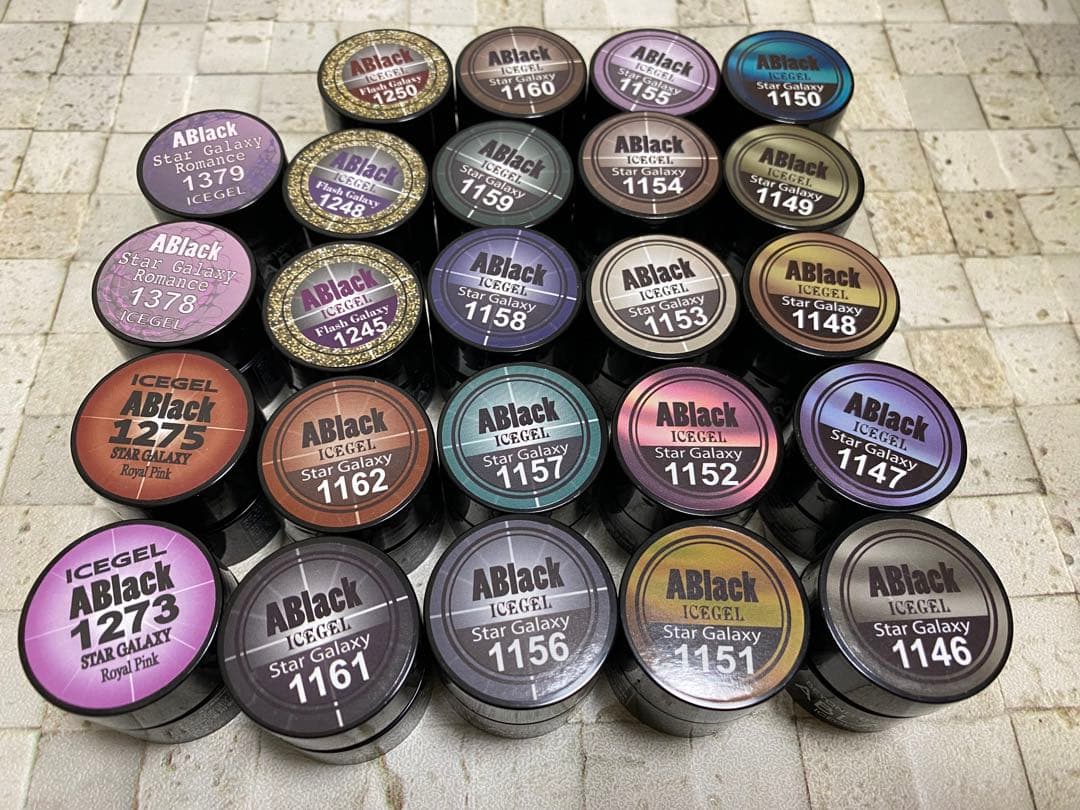 ABlack
ICEGEL
Flash Galaxy
1250
ABlack
ICEGEL
Star Galaxy
1160
ABlack
ICEGEL
Star Galaxy
1155
ABlack
ICEGEL
Star Galaxy
1150
ABlack
Star Galaxy
Romance
1379
ICEGEL
ABlack
ICEGEL
Flash Galaxy
1248
ABlack
ICEGEL
Star Galaxy
1159
ABlack
ICEGEL
Star Galaxy
1154
ABlack
ICEGEL
Star Galaxy
1149
ABlack
Star Galaxy
Romance
1378
ICEGEL
ABlack
ICEGEL
Flash Galaxy
1245
ABlack
ICEGEL
Star Galaxy
1158
ABlack
ICEGEL
Star Galaxy
1153
ABlack
ICEGEL
Star Galaxy
1148
ICEGEL
ABlack
1275
STAR GALAXY
Royal Pink
ABlack
ICEGEL
Star Galaxy
1162
ABlack
ICEGEL
Star Galaxy
1157
ABlack
ICEGEL
Star Galaxy
1152
ABlack
ICEGEL
Star Galaxy
1147
ICEGEL
ABlack
1273
STAR GALAXY
Royal Pink
ABlack
ICEGEL
Star Galaxy
1161
ABlack
ICEGEL
Star Galaxy
1156
ABlack
ICEGEL
Star Galaxy
1151
ABlack
ICEGEL
Star Galaxy
1146